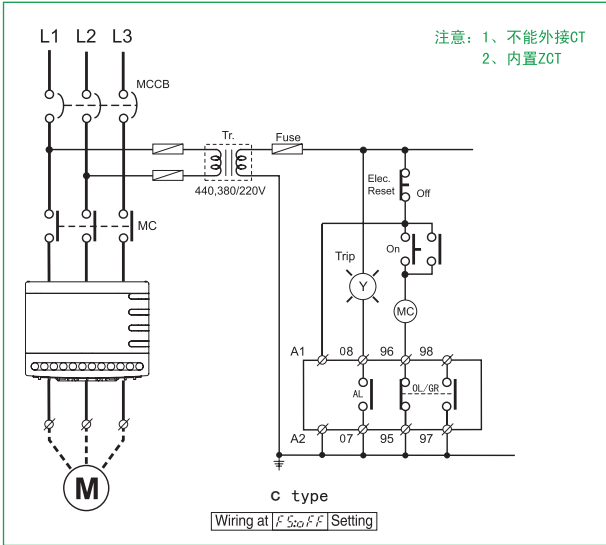 注意: 1、不能外接CT
2、内置ZCT
L1 L2 L3
MCCB
Tr.
Fuse
440,380/220V
Elec.
Reset
Off
MC
On
Trip
Y
MC
A1 08 96 98
AL
OL/GR
A2 07 95 97
M
C type
Wiring at FS:oFF Setting